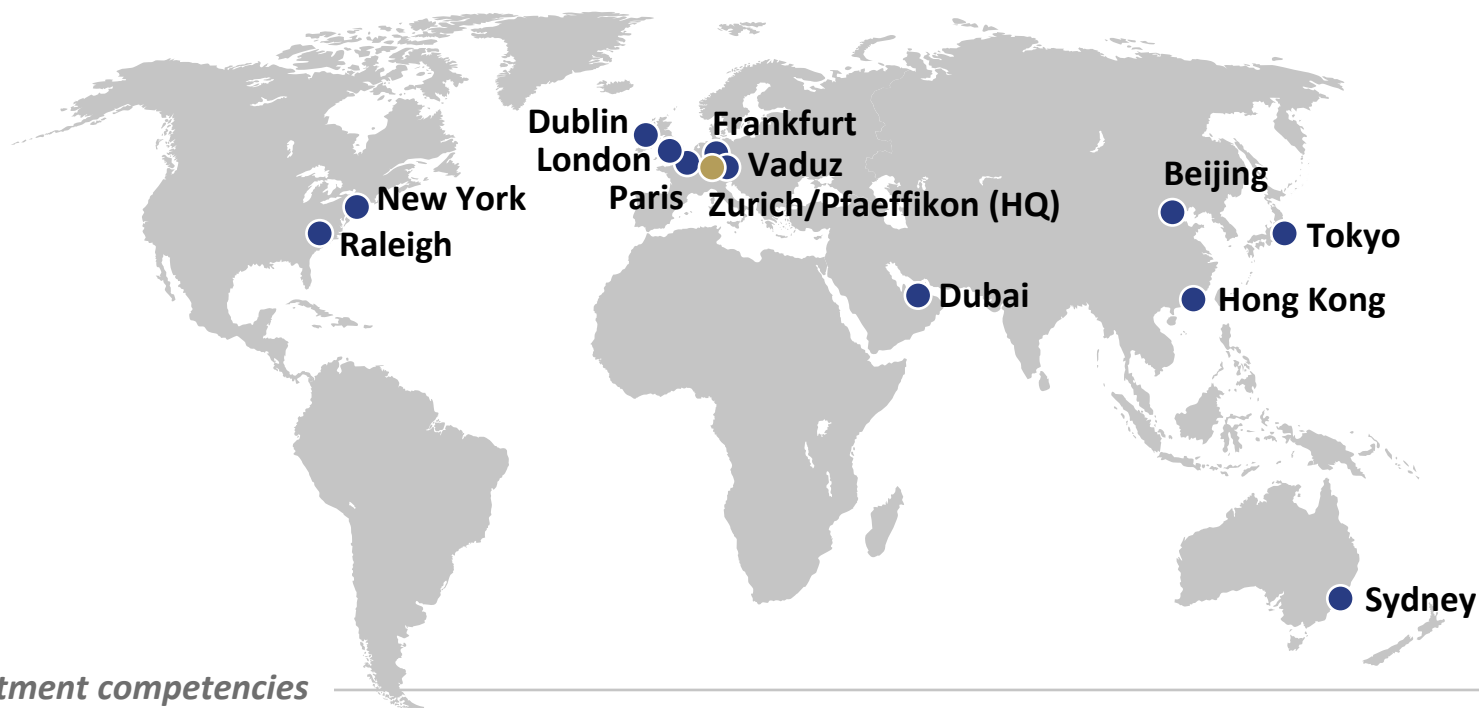 Dublin
Frankfurt
London
Vaduz
Paris
Zurich/Pfaeffikon (HQ)
New York
Raleigh
Beijing
Tokyo
Dubai
Hong Kong
Sydney
tment competencies